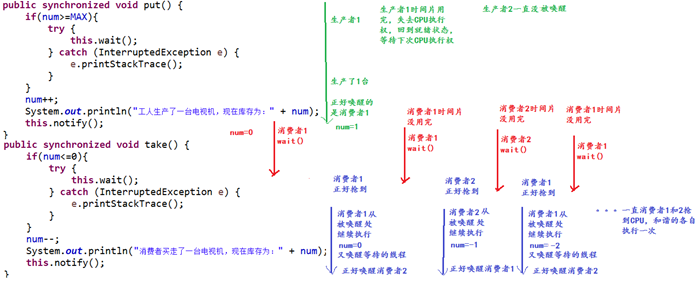 public synchronized void put() {
if(num>=MAX){
try {
this.wait();
} catch (InterruptedException e) {
e.printStackTrace();
}
}
num++;
System.out.println("工人生产了一台电视机，现在库存为：" + num);
this.notify();
}
public synchronized void take() {
if(num<=0){
try {
this.wait();
} catch (InterruptedException e) {
e.printStackTrace();
}
}
num--;
System.out.println("消费者买走了一台电视机，现在库存为：" + num);
this.notify();
}
生产者1
生产者1时间片用
完，失去CPU执行
权，回到就绪状态，
等待下次CPU执行权
生产者2一直没被唤醒
生产了1台
正好唤醒的
是消费者1
num=1
num=0
消费者1
wait()
消费者1时间片
没用完
消费者1
wait()
消费者2时间片
没用完
消费者2
wait()
消费者1时间片
没用完
消费者1
wait()
消费者1
正好抢到
消费者1从
被唤醒处
继续执行
num=0
又唤醒等待的线程
正好唤醒消费者2
消费者2
正好抢到
消费者2从
被唤醒处
继续执行
num=-1
正好唤醒消费者1
消费者1
正好抢到
消费者1从
被唤醒处
继续执行
num=-2
又唤醒等待的线程
正好唤醒消费者2
***一直消费者1和2抢
到CPU，和谐的各自
执行一次